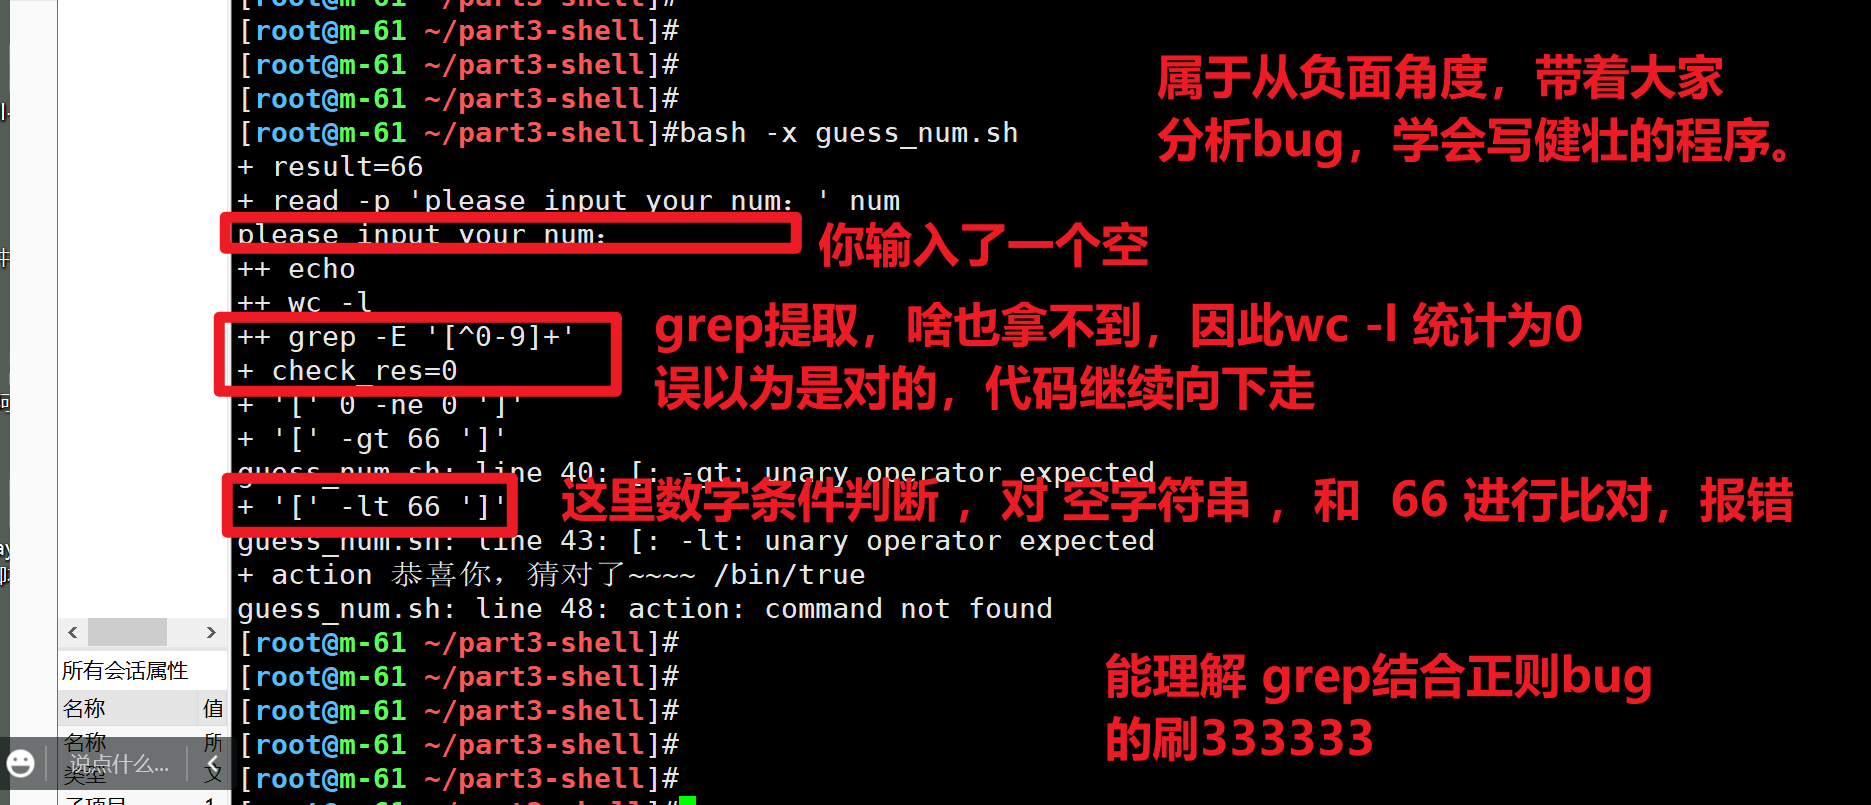 [root@m-61 ~/part3-shell]#
[root@m-61 ~/part3-shell]#
[root@m-61 ~/part3-shell]#
[root@m-61 ~/part3-shell]#
[root@m-61 ~/part3-shell]#bash -x guess_num.sh
属于从负面角度，带着大家
分析bug，学会写健壮的程序。
+ result=66
+ read -p 'please input your num：' num
please input your num：
你输入了一个空
++ echo
++ wc -l
++ grep -E '[^0-9]+'
+ check_res=0
grep提取，啥也拿不到，因此wc -l 统计为0
误以为是对的，代码继续向下走
+ '[' 0 -ne 0 ']'
+ '[' -gt 66 ']'
guess_num.sh: line 40: [: -gt: unary operator expected
+ '[' -lt 66 ']'
这里数字条件判断 ，对 空字符串 ，和 66 进行比对，报错
guess_num.sh: line 43: [: -lt: unary operator expected
+ action 恭喜你，猜对了~~~~ /bin/true
guess_num.sh: line 48: action: command not found
[root@m-61 ~/part3-shell]#
[root@m-61 ~/part3-shell]#
[root@m-61 ~/part3-shell]#
[root@m-61 ~/part3-shell]#
[root@m-61 ~/part3-shell]#
能理解 grep结合正则bug
的刷333333
所有会话属性
名称 值
名称 所
说点什么...
类型 文
子项目 1